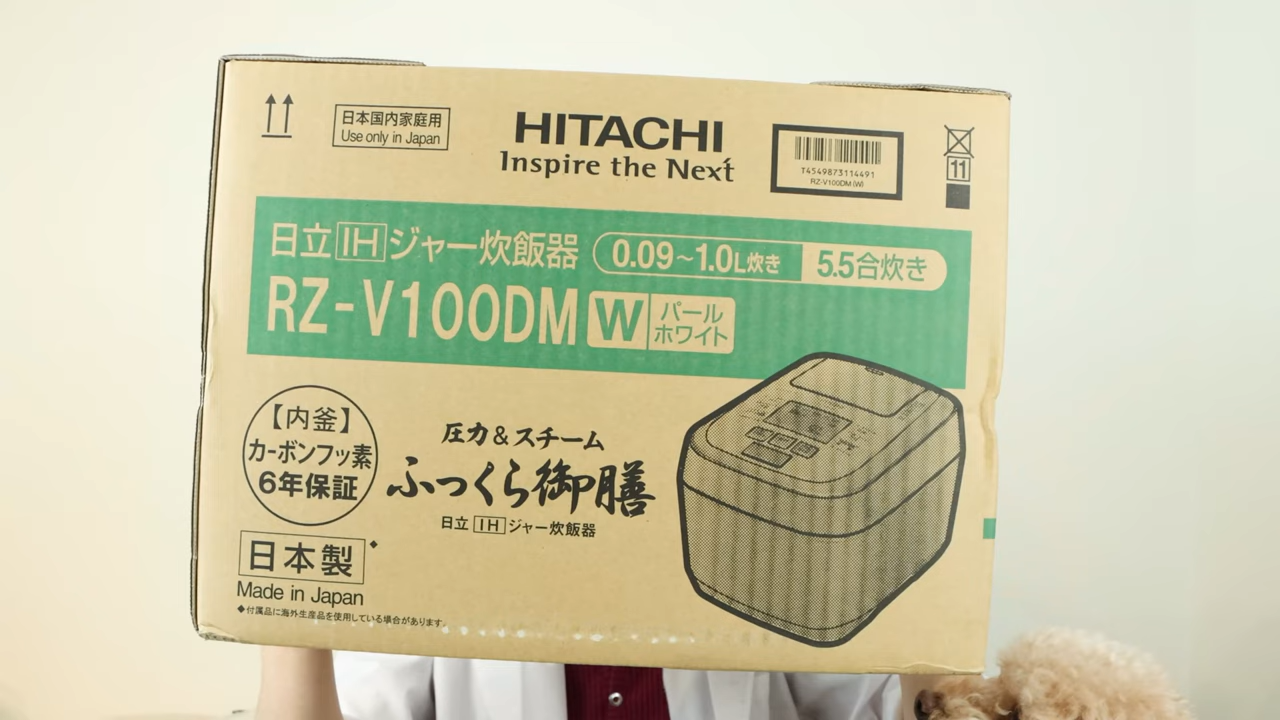 日本国内家庭用
Use only in Japan
HITACHI
Inspire the Next
T4549873114491
RZ-V100DM(W)
11
日立IHジャー炊飯器
0.09~1.0L炊き
5.5合炊き
RZ-V100DM
W
パール
ホワイト
【内釜】
カーボンフッ素
6年保証
圧力&スチーム
ふっくら御膳
日立IHジャー炊飯器
日本製◆
Made in Japan
◆付属品に海外生産品を使用している場合があります。